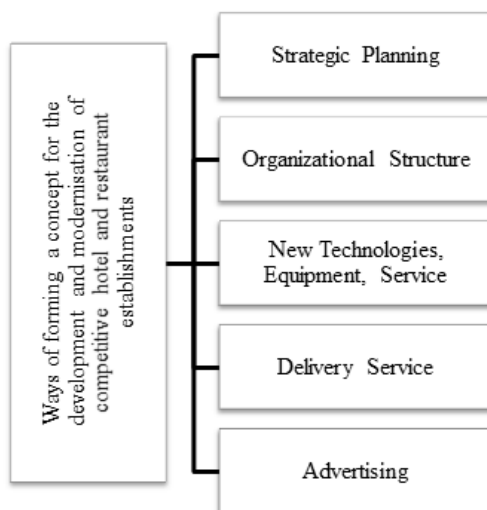 Ways of forming a concept for the
development and modernisation of
competitive hotel and restaurant
establishments
Strategic Planning
Organizational Structure
New Technologies,
Equipment, Service
Delivery Service
Advertising